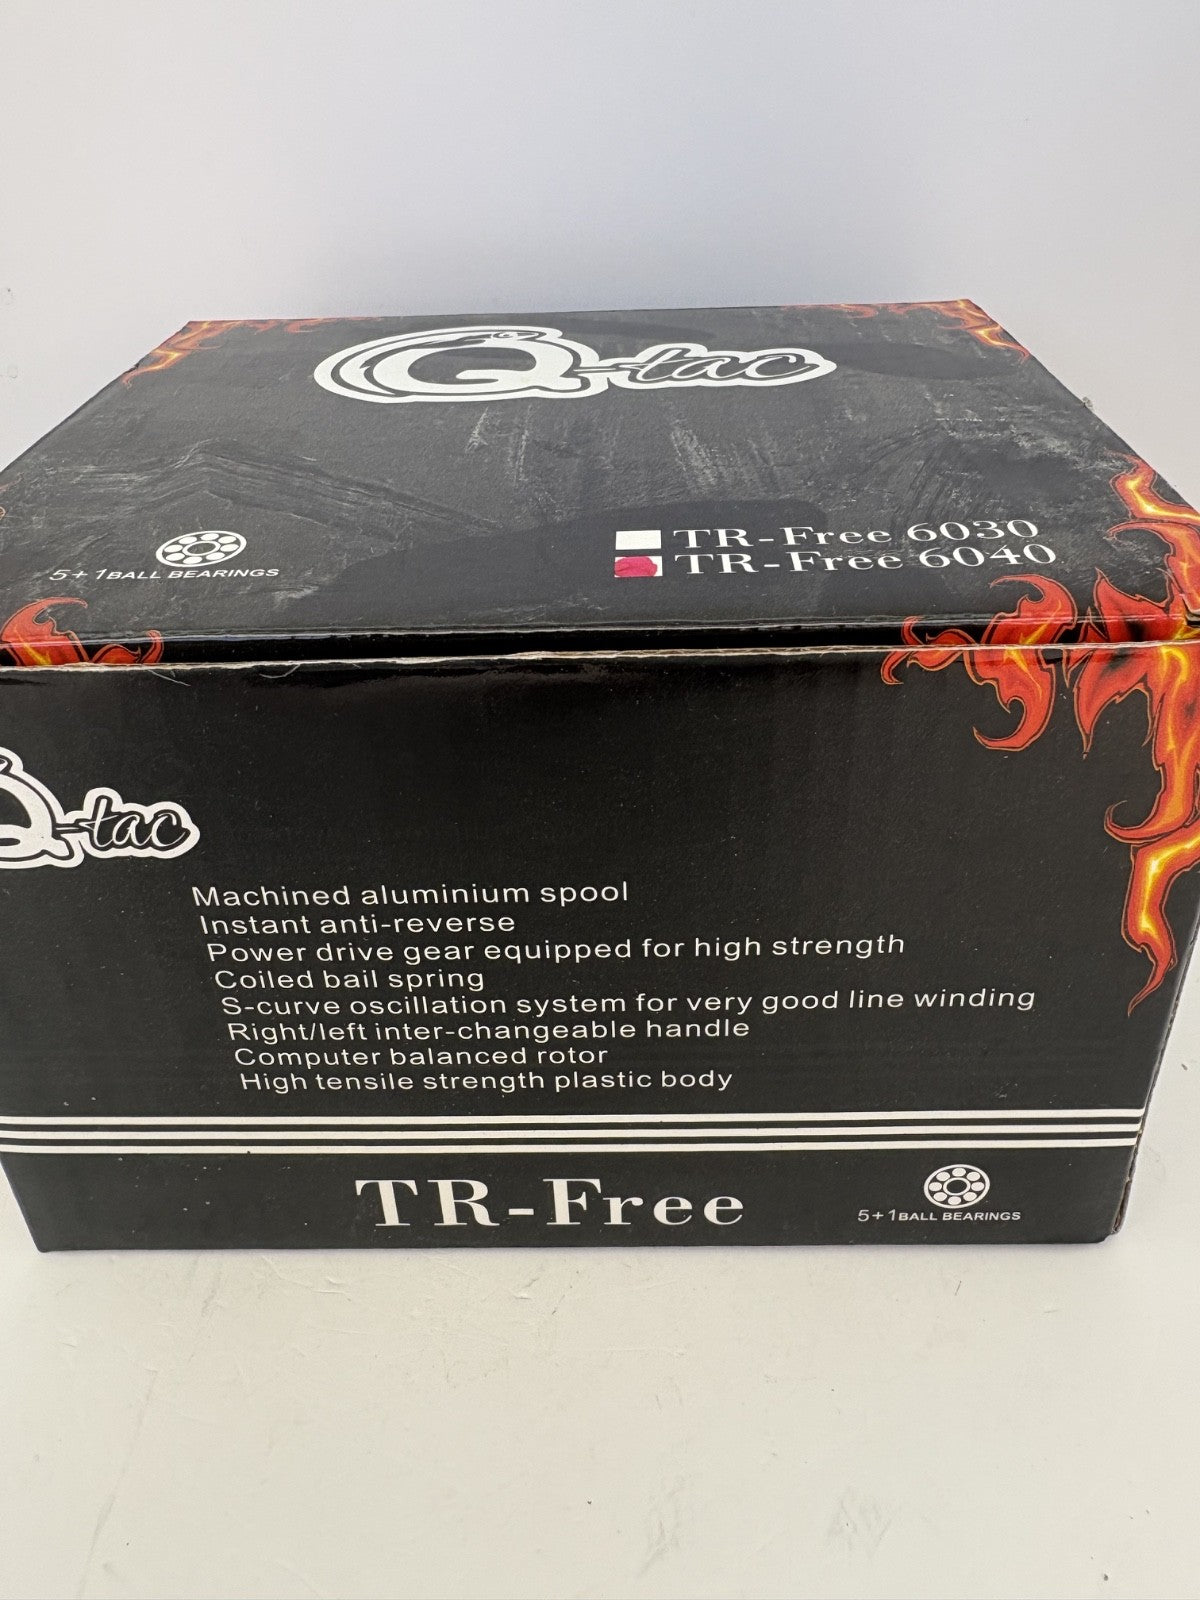 Q-tac
TR-Free 6030
5+1BALL BEARINGS
TR-Free 6040
Q-tac
Machined aluminium spool
Instant anti-reverse
Power drive gear equipped for high strength
Coiled bail spring
S-curve oscillation system for very good line winding
Right/left inter-changeable handle
Computer balanced rotor
High tensile strength plastic body
TR-Free
5+1BALL BEARINGS